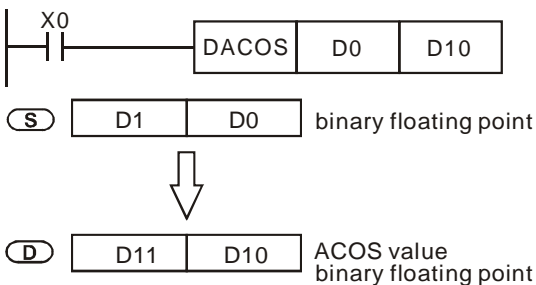 X0
DACOS D0 D10
S D1 D0 binary floating point
D D11 D10 ACOS value
binary floating point